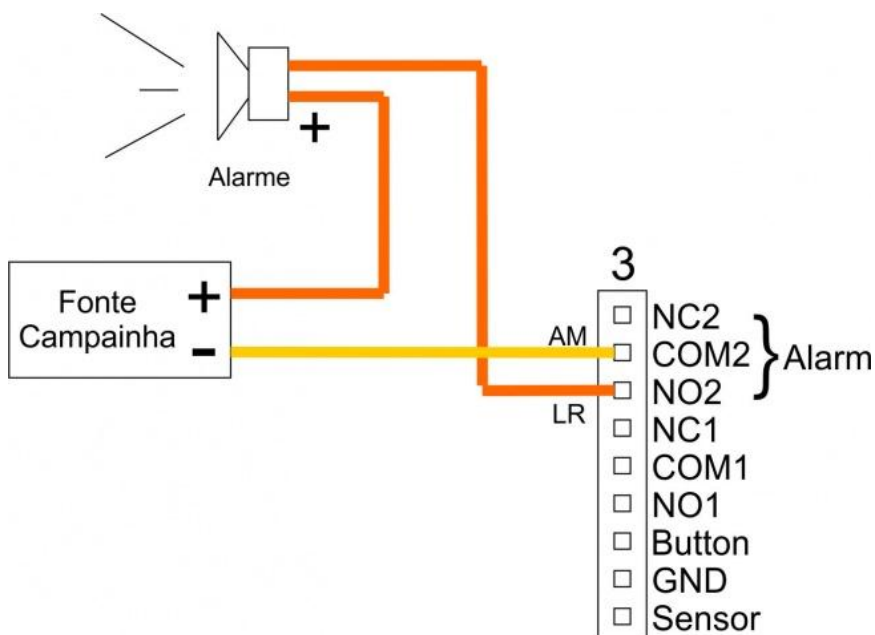 +
Alarme
Fonte
Campainha
+
-
3
AM
LR
NC2
COM2
NO2
Alarm
NC1
COM1
NO1
Button
GND
Sensor